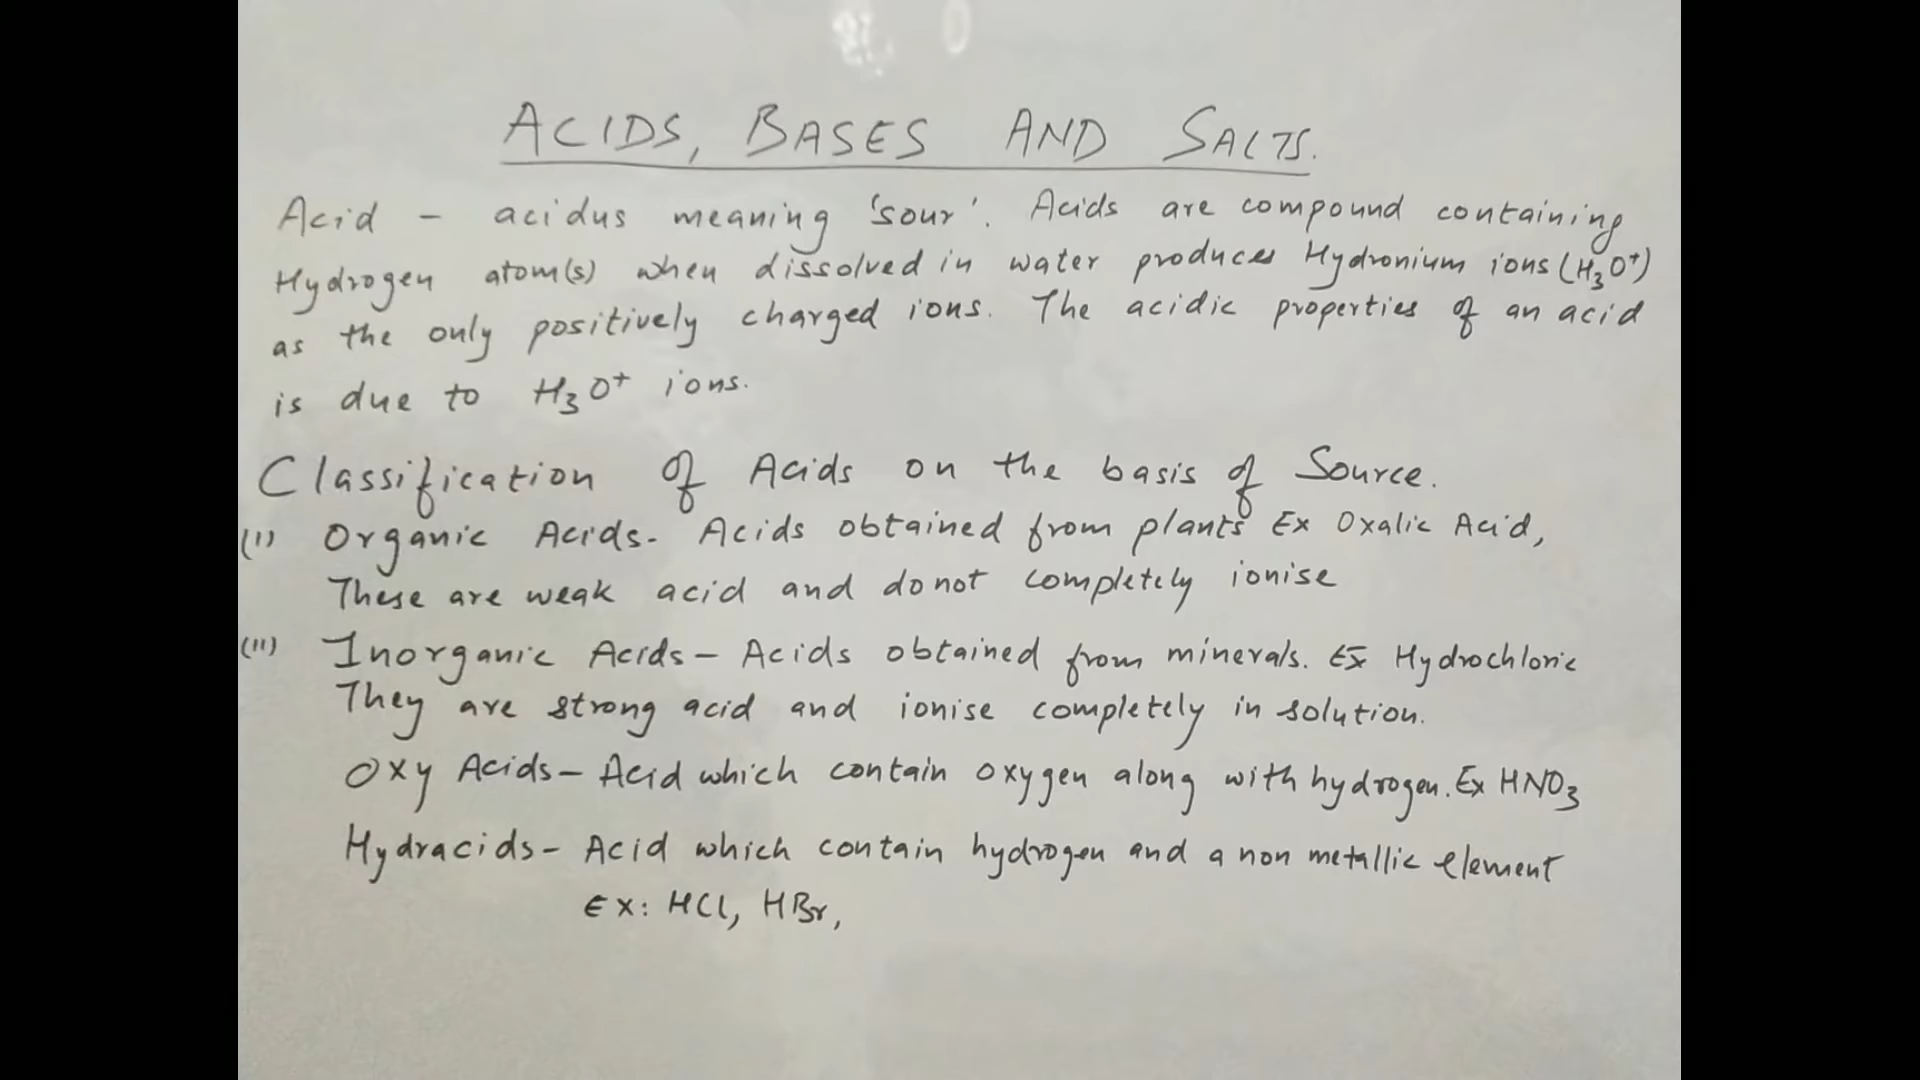 ACIDS, BASES AND SALTS.
Acid - acidus meaning 'sour'. Acids are compound containing
Hydrogen atom(s) when dissolved in water produces Hydronium ions (H₃O⁺)
as the only positively charged ions. The acidic properties of an acid
is due to H₃O⁺ ions.
Classification of Acids on the basis of Source.
(i) Organic Acids - Acids obtained from plants Ex Oxalic Acid,
These are weak acid and do not completely ionise
(ii) Inorganic Acids - Acids obtained from minerals. Ex Hydrochloric
They are strong acid and ionise completely in solution.
Oxy Acids - Acid which contain oxygen along with hydrogen. Ex HNO₃
Hydracids - Acid which contain hydrogen and a non metallic element
Ex: HCl, HBr,